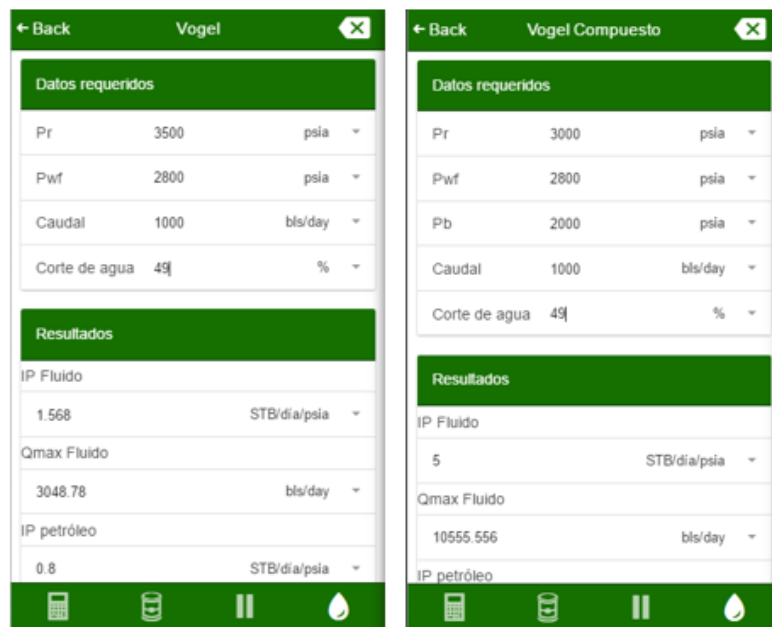 ← Back Vogel
Datos requeridos
Pr 3500 psia
Pwf 2800 psia
Caudal 1000 bls/day
Corte de agua 49 %
Resultados
IP Fluido
1.568 STB/día/psia
Qmax Fluido
3048.78 bls/day
IP petróleo
0.8 STB/día/psia
← Back Vogel Compuesto
Datos requeridos
Pr 3000 psia
Pwf 2800 psia
Pb 2000 psia
Caudal 1000 bls/day
Corte de agua 49 %
Resultados
IP Fluido
5 STB/día/psia
Qmax Fluido
10555.556 bls/day
IP petróleo